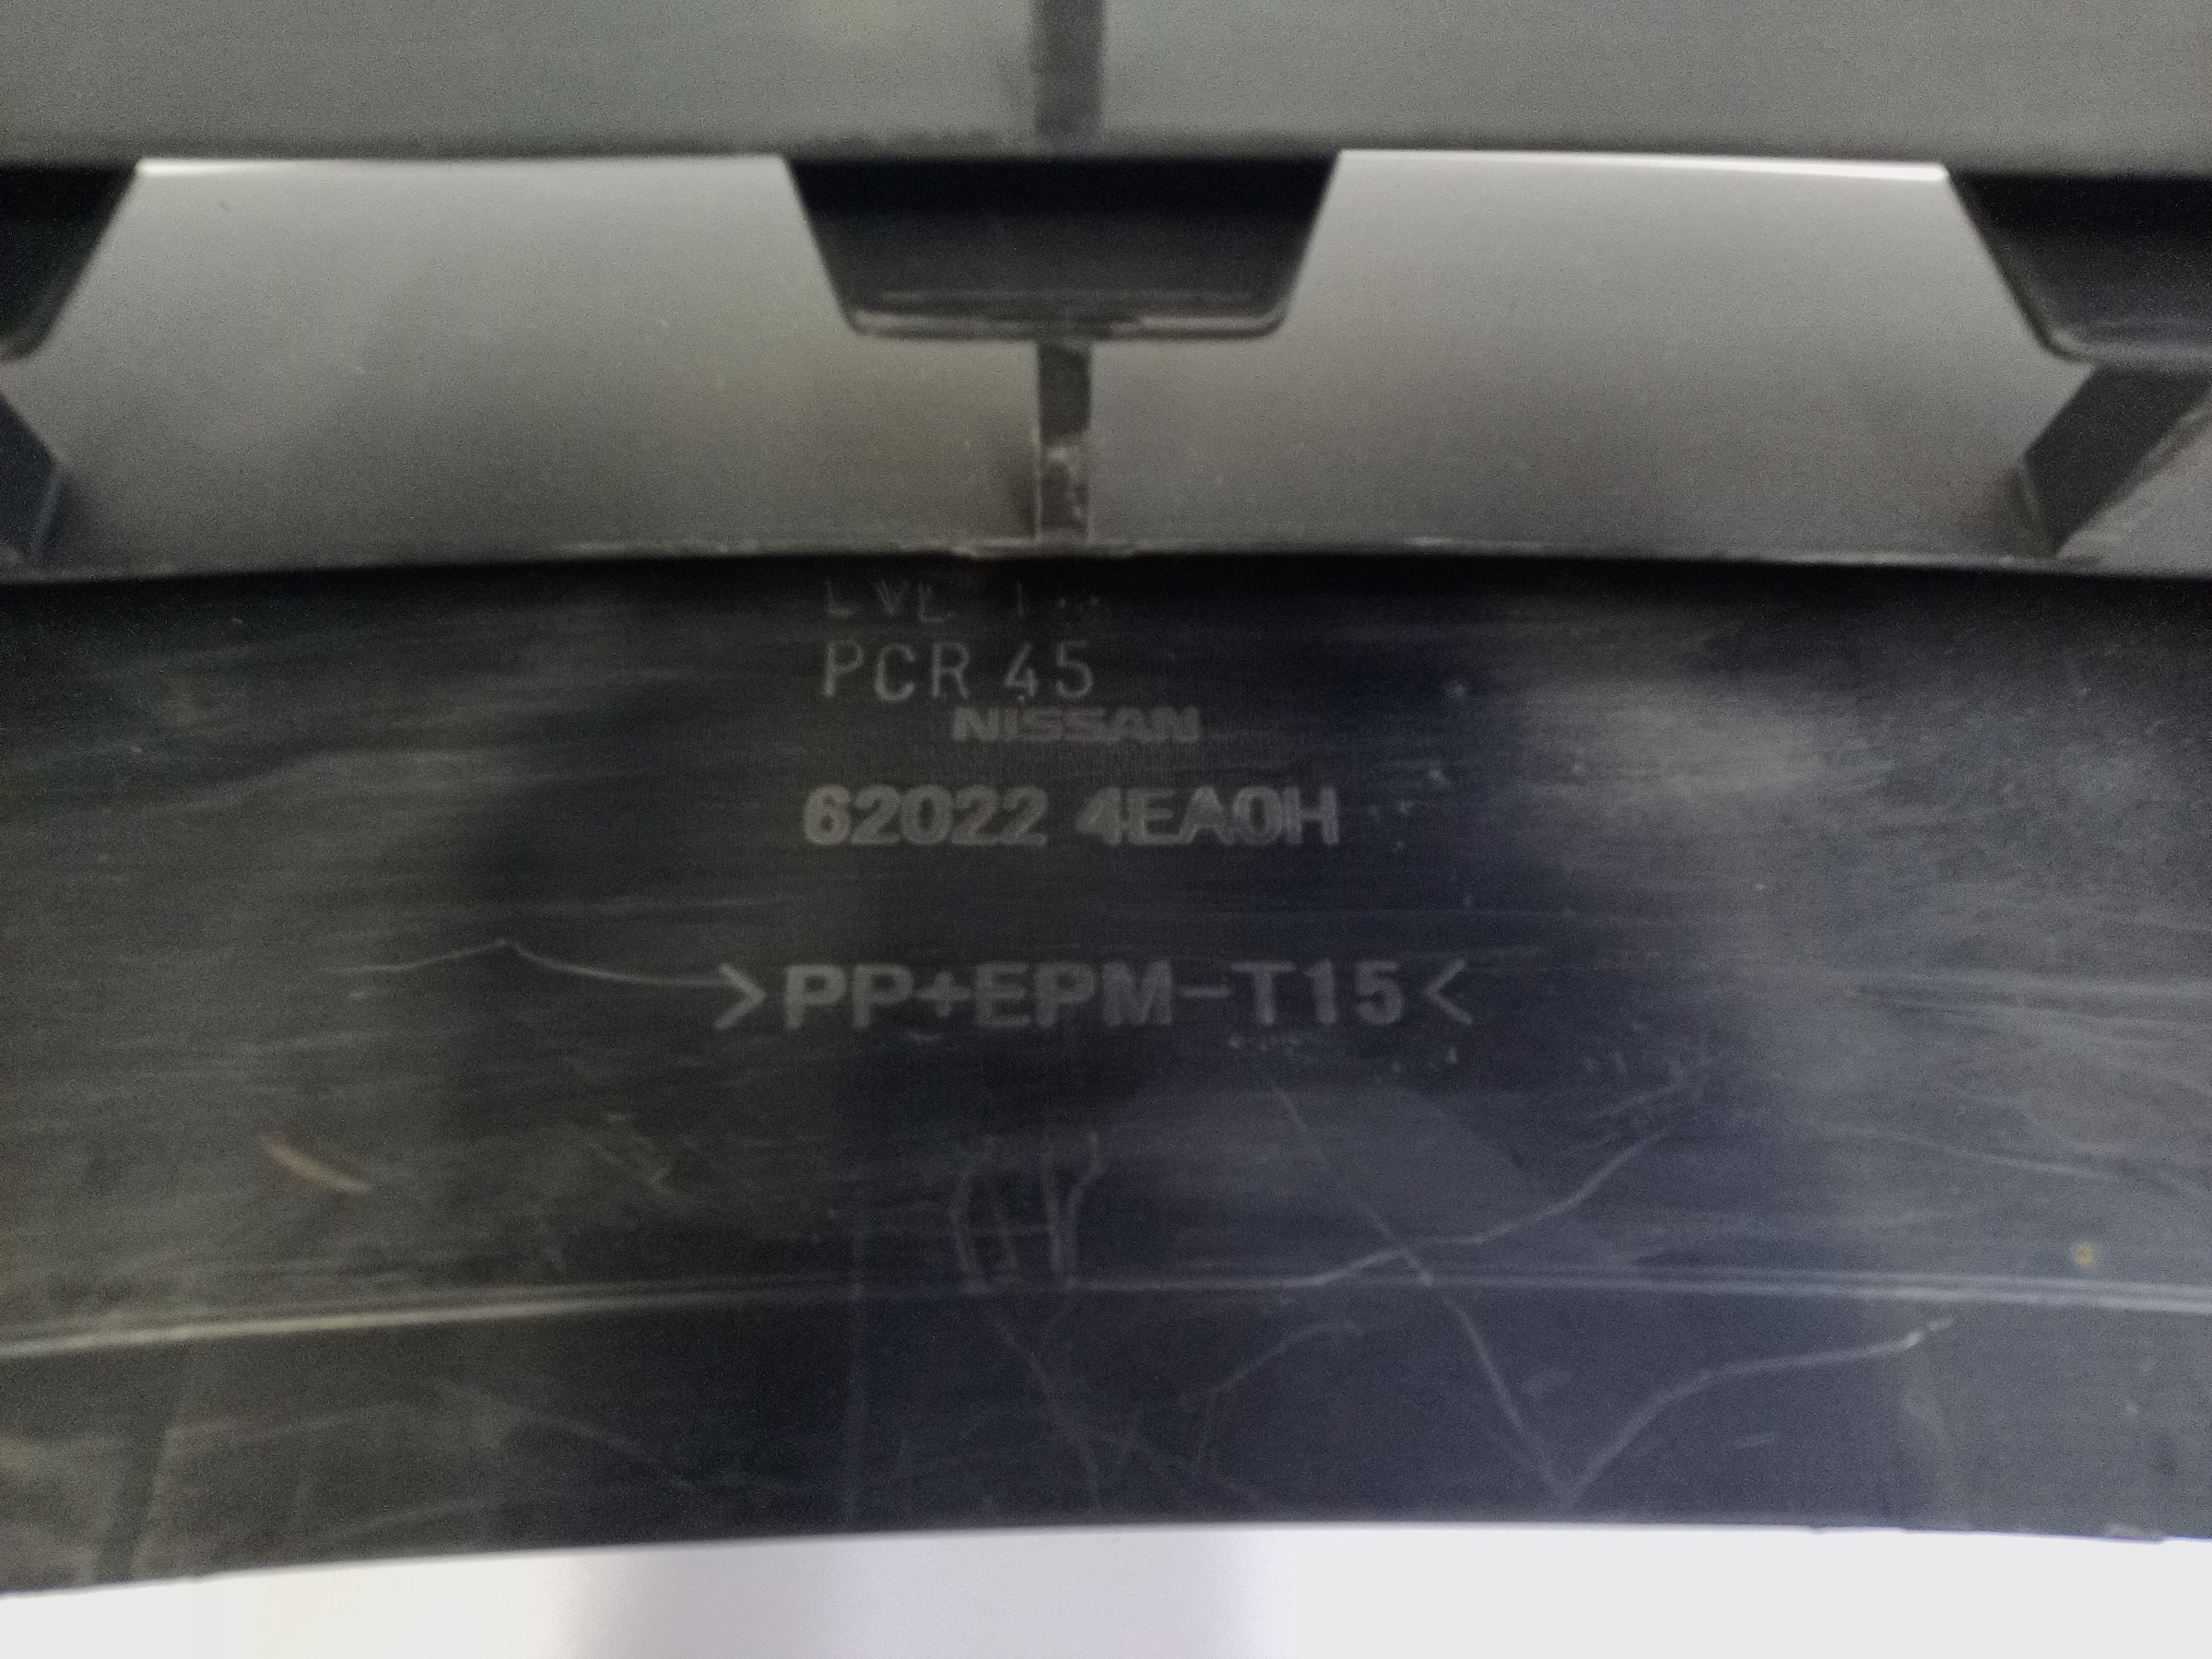 PCR 45
NISSAN
62022 4EA0H
>PP+EPM-T15<